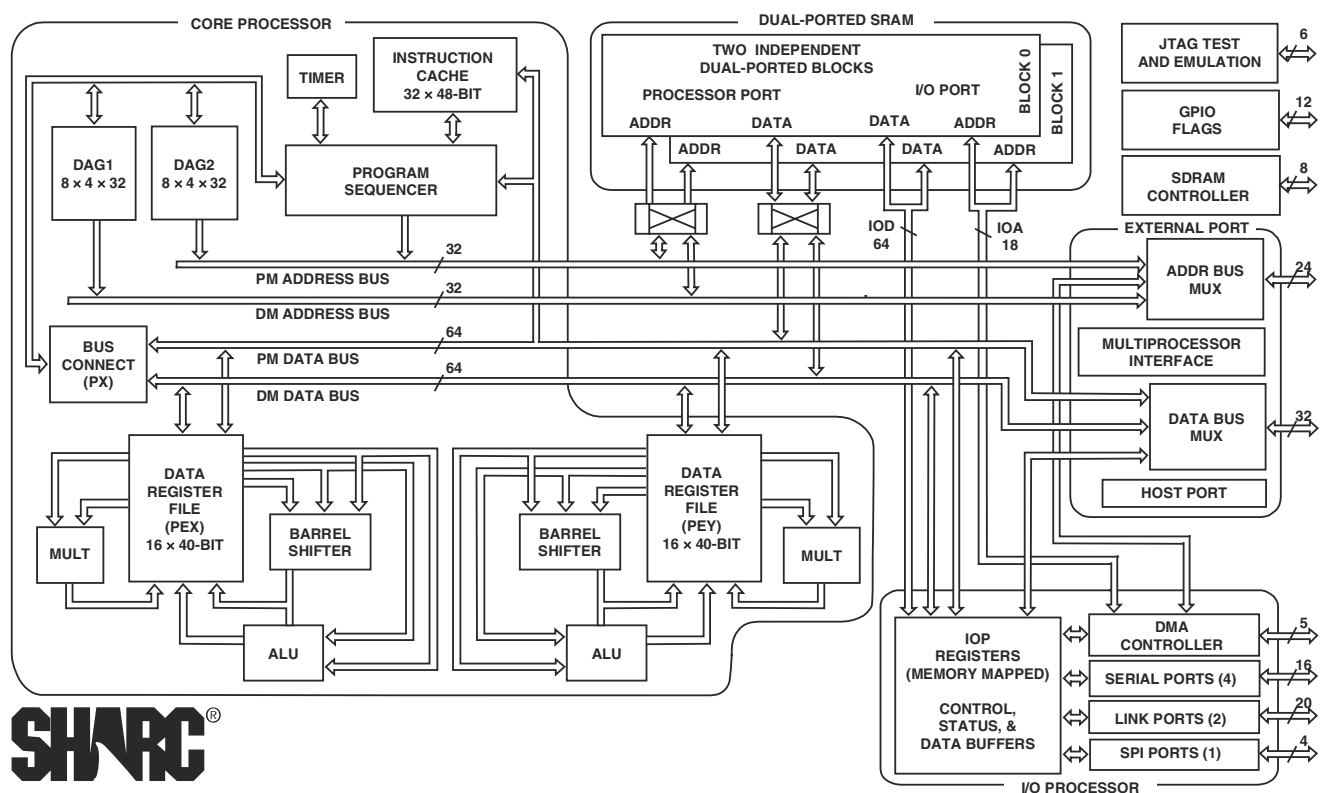 CORE PROCESSOR
TIMER
INSTRUCTION
CACHE
32 × 48-BIT
DAG1
8 × 4 × 32
DAG2
8 × 4 × 32
PROGRAM
SEQUENCER
DUAL-PORTED SRAM
TWO INDEPENDENT
DUAL-PORTED BLOCKS
PROCESSOR PORT
I/O PORT
BLOCK 0
BLOCK 1
ADDR
DATA
DATA
ADDR
ADDR
DATA
DATA
ADDR
JTAG TEST
AND EMULATION
6
GPIO
FLAGS
12
SDRAM
CONTROLLER
8
IOD
64
IOA
18
EXTERNAL PORT
ADDR BUS
MUX
24
MULTIPROCESSOR
INTERFACE
DATA BUS
MUX
32
HOST PORT
32
PM ADDRESS BUS
32
DM ADDRESS BUS
BUS
CONNECT
(PX)
64
PM DATA BUS
64
DM DATA BUS
MULT
DATA
REGISTER
FILE
(PEX)
16 × 40-BIT
BARREL
SHIFTER
ALU
BARREL
SHIFTER
DATA
REGISTER
FILE
(PEY)
16 × 40-BIT
MULT
ALU
IOP
REGISTERS
(MEMORY MAPPED)
CONTROL,
STATUS, &
DATA BUFFERS
DMA
CONTROLLER
5
SERIAL PORTS (4)
16
LINK PORTS (2)
20
SPI PORTS (1)
4
I/O PROCESSOR
SHARC®